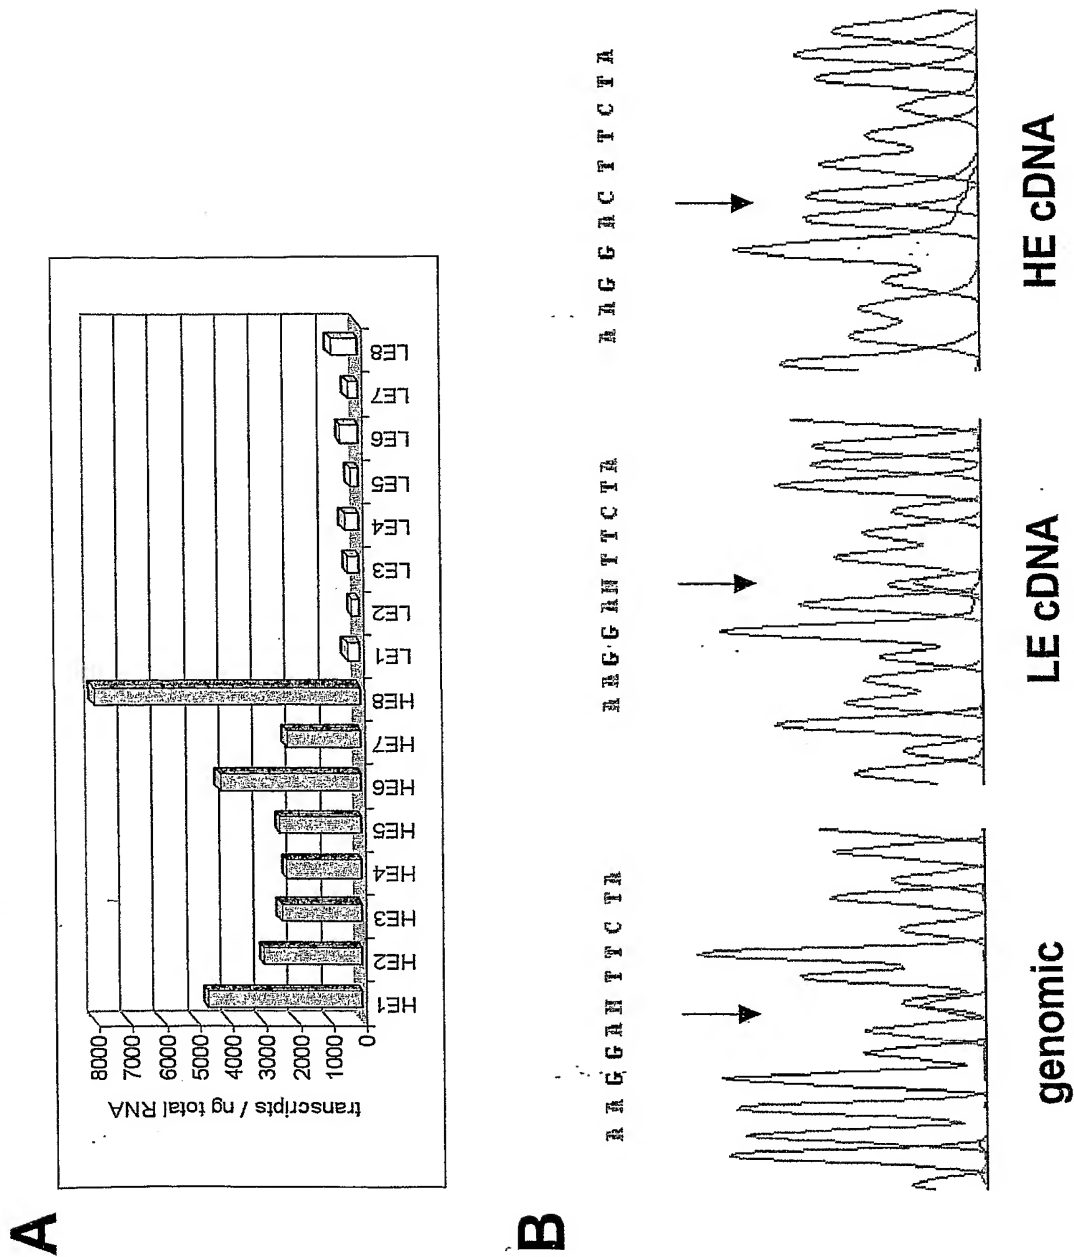 A
transcripts / ng total RNA
8000
7000
6000
5000
4000
3000
2000
1000
0
HE1 HE2 HE3 HE4 HE5 HE6 HE7 HE8 LE1 LE2 LE3 LE4 LE5 LE6 LE7 LE8
B
A A G G A N T T C T A
A A G G A N T T C T A
A A G G A C T T C T A
genomic
LE cDNA
HE cDNA